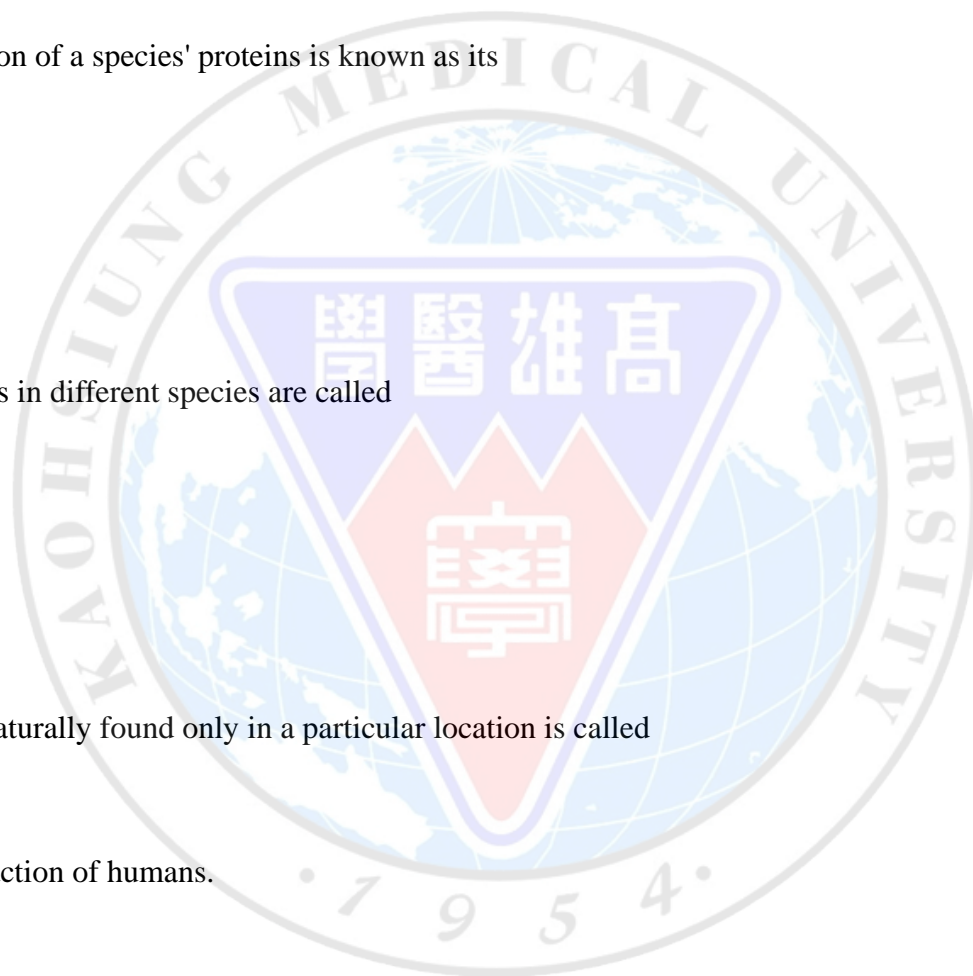 on of a species' proteins is known as its
KAOHSIUNG MEDICAL UNIVERSITY
學醫雄高
s in different species are called
學
aturally found only in a particular location is called
ction of humans.
• 1954 •